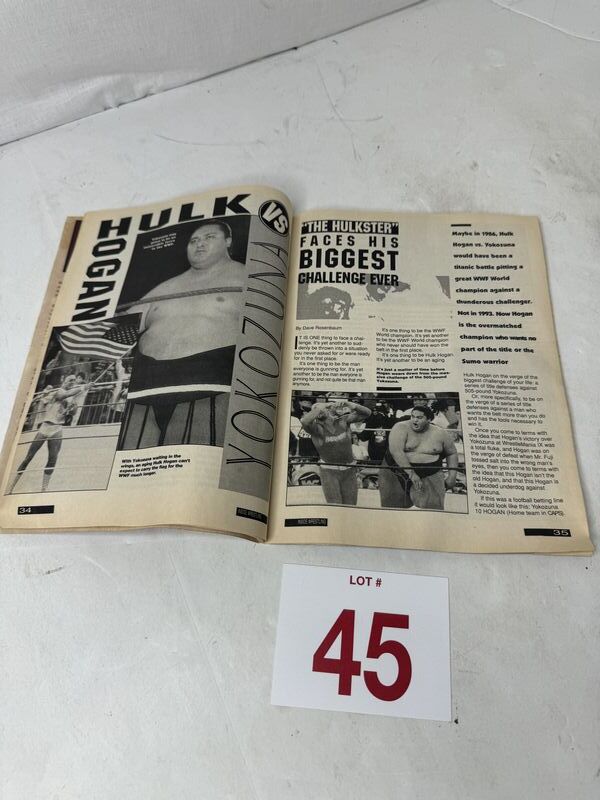 HULK
HOGAN
VS
YOKOZUNA
With Yokozuna waiting in the
wings, an aging Hulk Hogan can't
expect to carry the flag for the
WWF much longer.
34
INSIDE WRESTLING
"THE HULKSTER"
FACES HIS
BIGGEST
CHALLENGE EVER
By Dave Rosenbaum
IT IS ONE thing to face a chal-
lenge. It's yet another to sud-
denly be thrown into a situation
you never asked for or were ready
for in the first place.
It's one thing to be the man
everyone is gunning for. It's yet
another to be the man everyone is
gunning for, and not quite be that man
anymore.
It's one thing to be the WWF
World champion. It's yet another
to be the WWF World champion
who never should have won the
belt in the first place.
It's one thing to be Hulk Hogan.
It's yet another to be an aging
It's just a matter of time before
Hogan wears down from the mas-
sive challenge of the 505-pound
Yokozuna.
Maybe in 1986, Hulk
Hogan vs. Yokozuna
would have been a
titanic battle pitting a
great WWF World
champion against a
thunderous challenger.
Not in 1993. Now Hogan
is the overmatched
champion who wants no
part of the title or the
Sumo warrior
Hulk Hogan on the verge of the
biggest challenge of your life: a
series of title defenses against
505-pound Yokozuna.
Or, more specifically, to be on
the verge of a series of title
defenses against a man who
wants the belt more than you do
and has the tools necessary to
win it.
Once you come to terms with
the idea that Hogan's victory over
Yokozuna at WrestleMania IX was
a total fluke, and Hogan was on
the verge of defeat when Mr. Fuji
tossed salt into the wrong man's
eyes, then you come to terms with
the idea that this Hogan isn't the
old Hogan, and that this Hogan is
a decided underdog against
Yokozuna.
If this was a football betting line
it would look like this: Yokozuna
10 HOGAN (Home team in CAPS).
INSIDE WRESTLING
35
LOT #
45